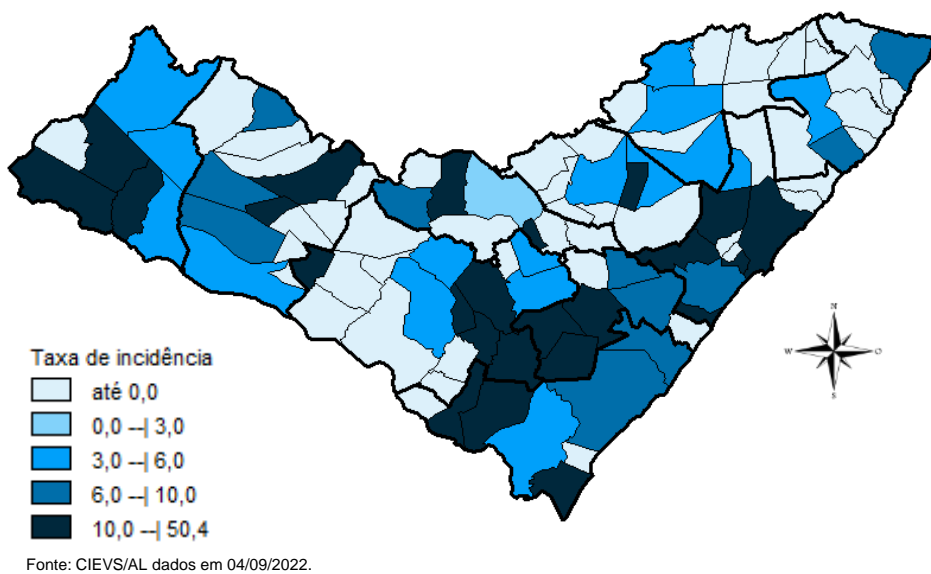 N
W
O
S
Taxa de incidência
até 0,0
0,0 --| 3,0
3,0 --| 6,0
6,0 --| 10,0
10,0 --| 50,4
Fonte: CIEVS/AL dados em 04/09/2022.